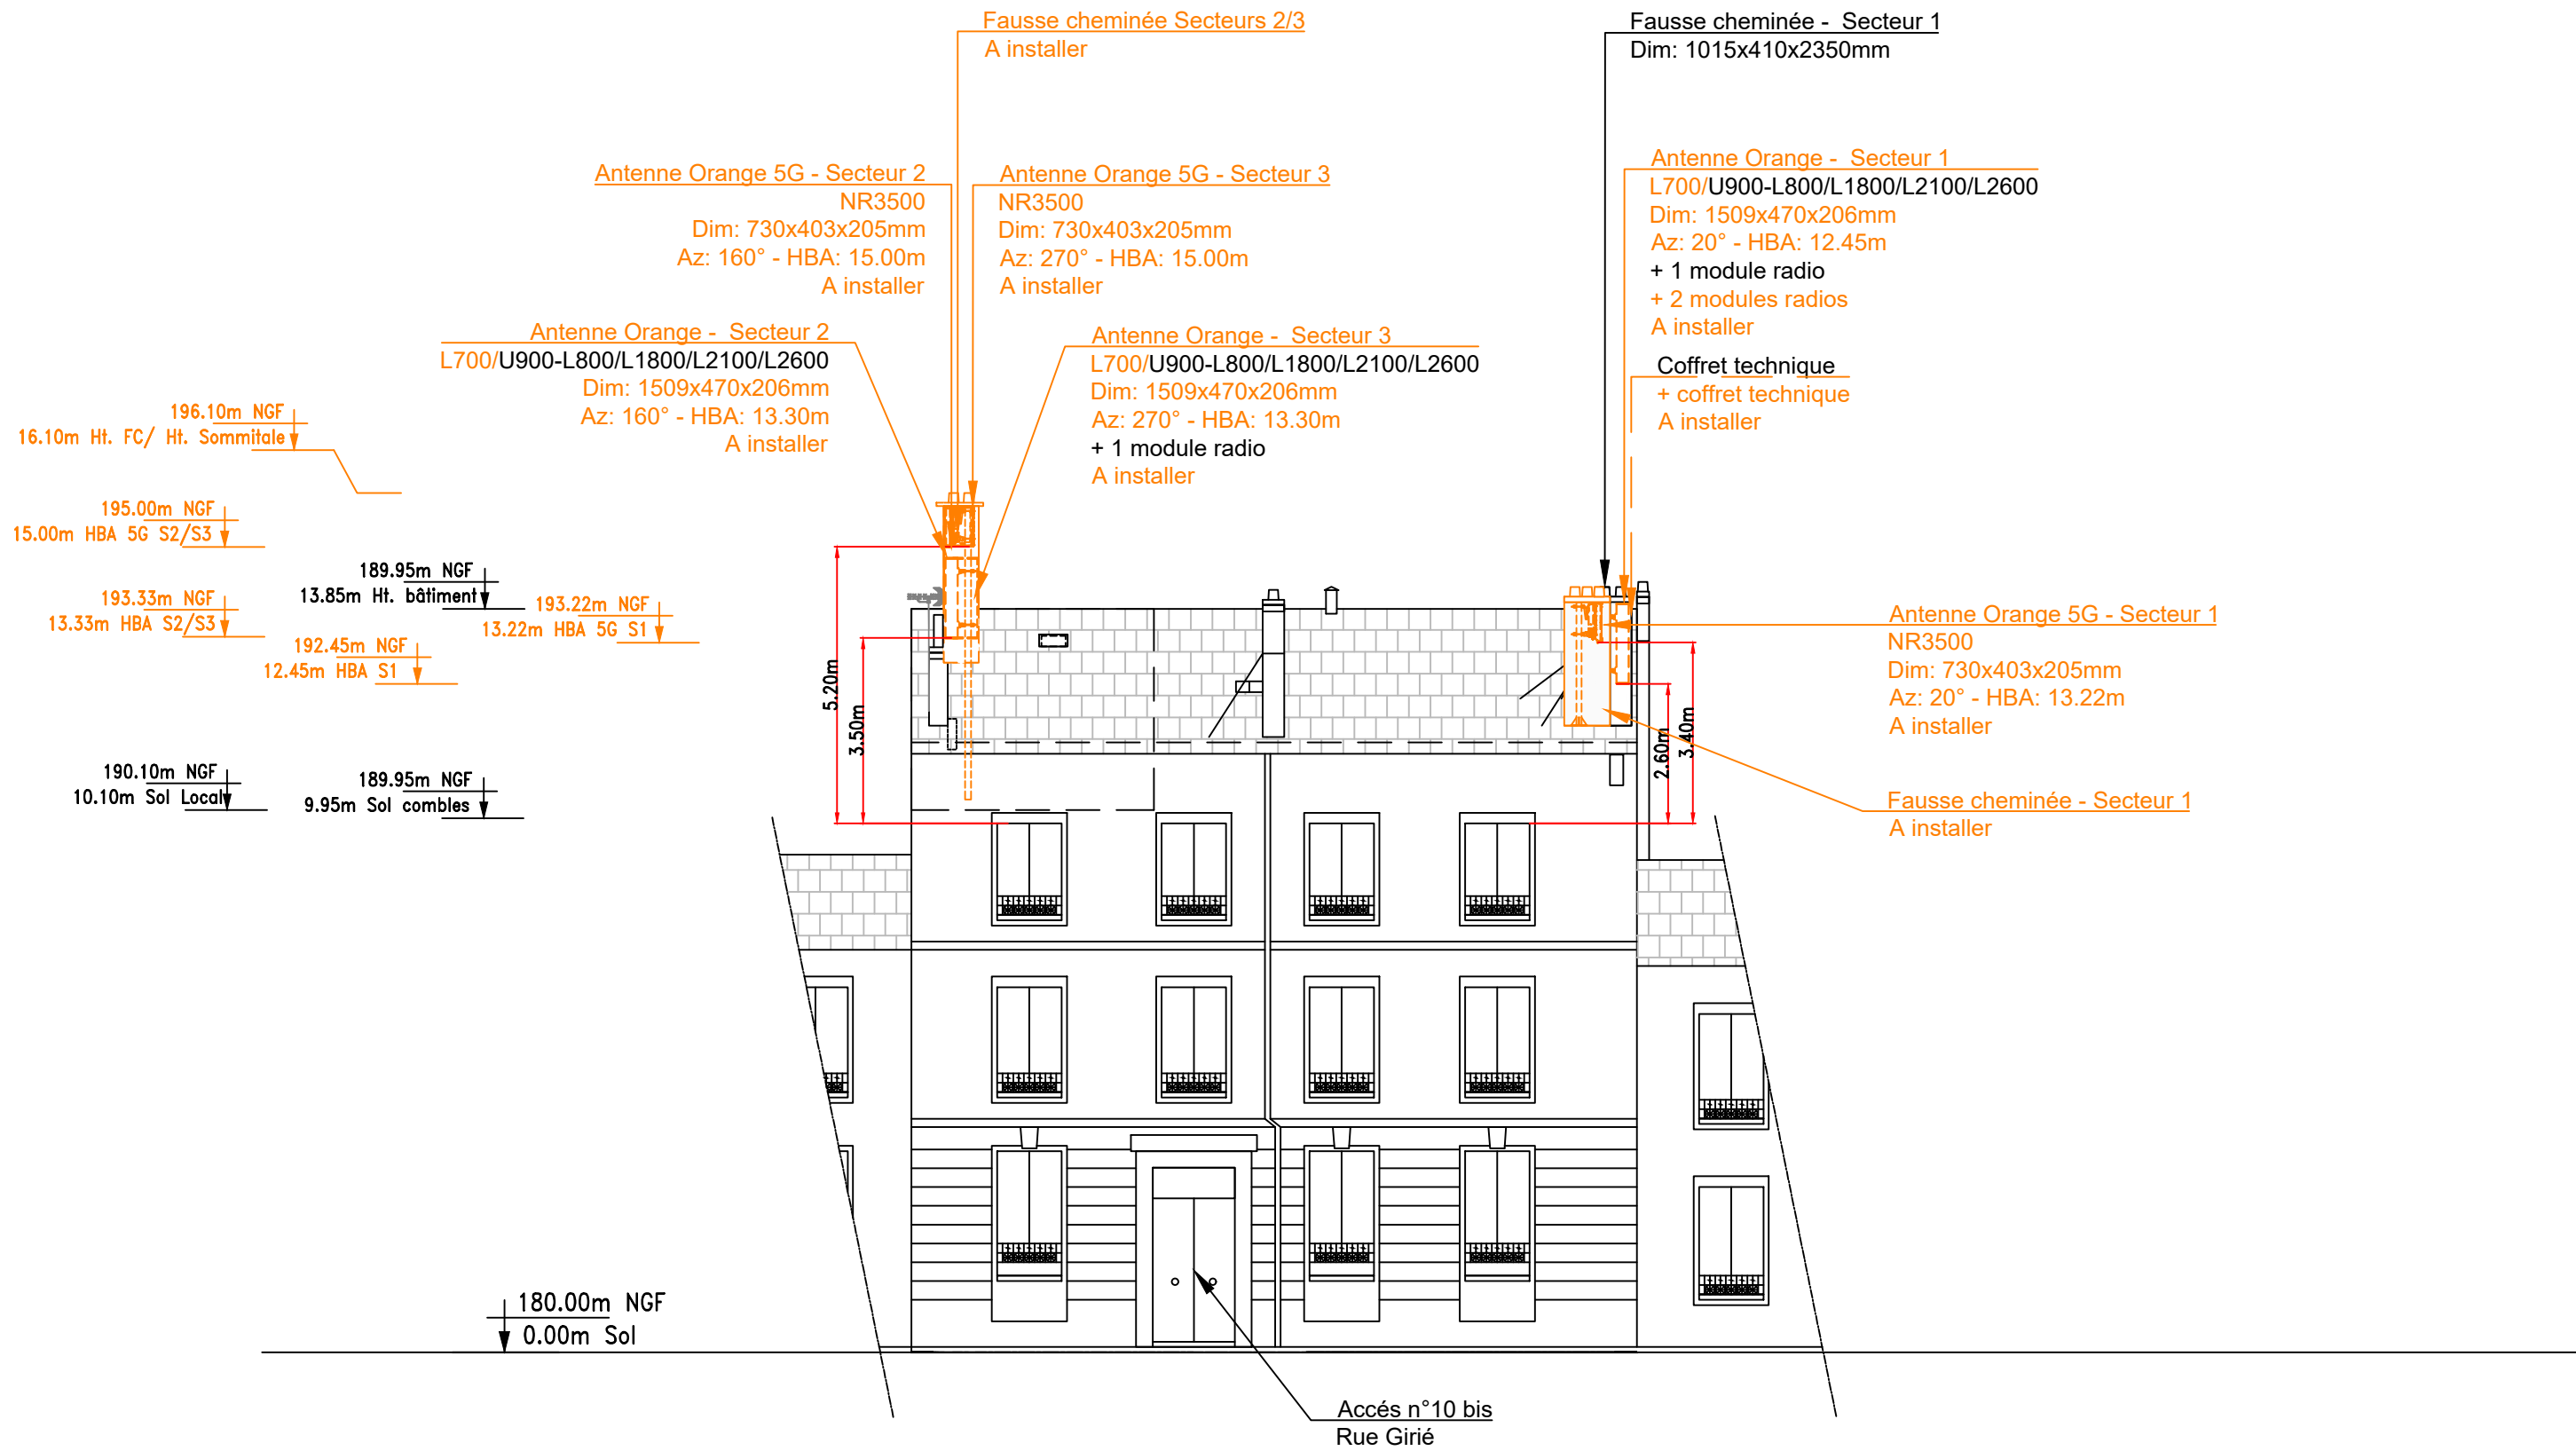 Fausse cheminée Secteurs 2/3
A installer
Fausse cheminée - Secteur 1
Dim: 1015x410x2350mm
Antenne Orange 5G - Secteur 2
NR3500
Dim: 730x403x205mm
Az: 160° - HBA: 15.00m
A installer
Antenne Orange 5G - Secteur 3
NR3500
Dim: 730x403x205mm
Az: 270° - HBA: 15.00m
A installer
Antenne Orange - Secteur 1
L700/U900-L800/L1800/L2100/L2600
Dim: 1509x470x206mm
Az: 20° - HBA: 12.45m
+ 1 module radio
+ 2 modules radios
A installer
Coffret technique
+ coffret technique
A installer
Antenne Orange - Secteur 2
L700/U900-L800/L1800/L2100/L2600
Dim: 1509x470x206mm
Az: 160° - HBA: 13.30m
A installer
Antenne Orange - Secteur 3
L700/U900-L800/L1800/L2100/L2600
Dim: 1509x470x206mm
Az: 270° - HBA: 13.30m
+ 1 module radio
A installer
196.10m NGF
16.10m Ht. FC/ Ht. Sommitale
195.00m NGF
15.00m HBA 5G S2/S3
189.95m NGF
13.85m Ht. bâtiment
193.33m NGF
13.33m HBA S2/S3
193.22m NGF
13.22m HBA 5G S1
192.45m NGF
12.45m HBA S1
190.10m NGF
10.10m Sol Local
189.95m NGF
9.95m Sol combles
5.20m
3.50m
2.60m
3.40m
Antenne Orange 5G - Secteur 1
NR3500
Dim: 730x403x205mm
Az: 20° - HBA: 13.22m
A installer
Fausse cheminée - Secteur 1
A installer
180.00m NGF
0.00m Sol
Accés n°10 bis
Rue Girié